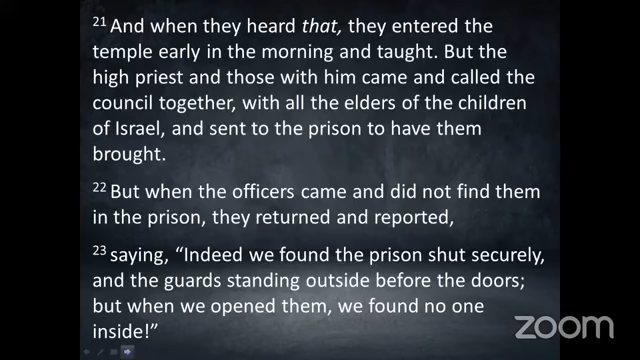 21 And when they heard that, they entered the
temple early in the morning and taught. But the
high priest and those with him came and called the
council together, with all the elders of the children
of Israel, and sent to the prison to have them
brought.
22 But when the officers came and did not find them
in the prison, they returned and reported,
23 saying, “Indeed we found the prison shut securely,
and the guards standing outside before the doors;
but when we opened them, we found no one
inside!”
zoom